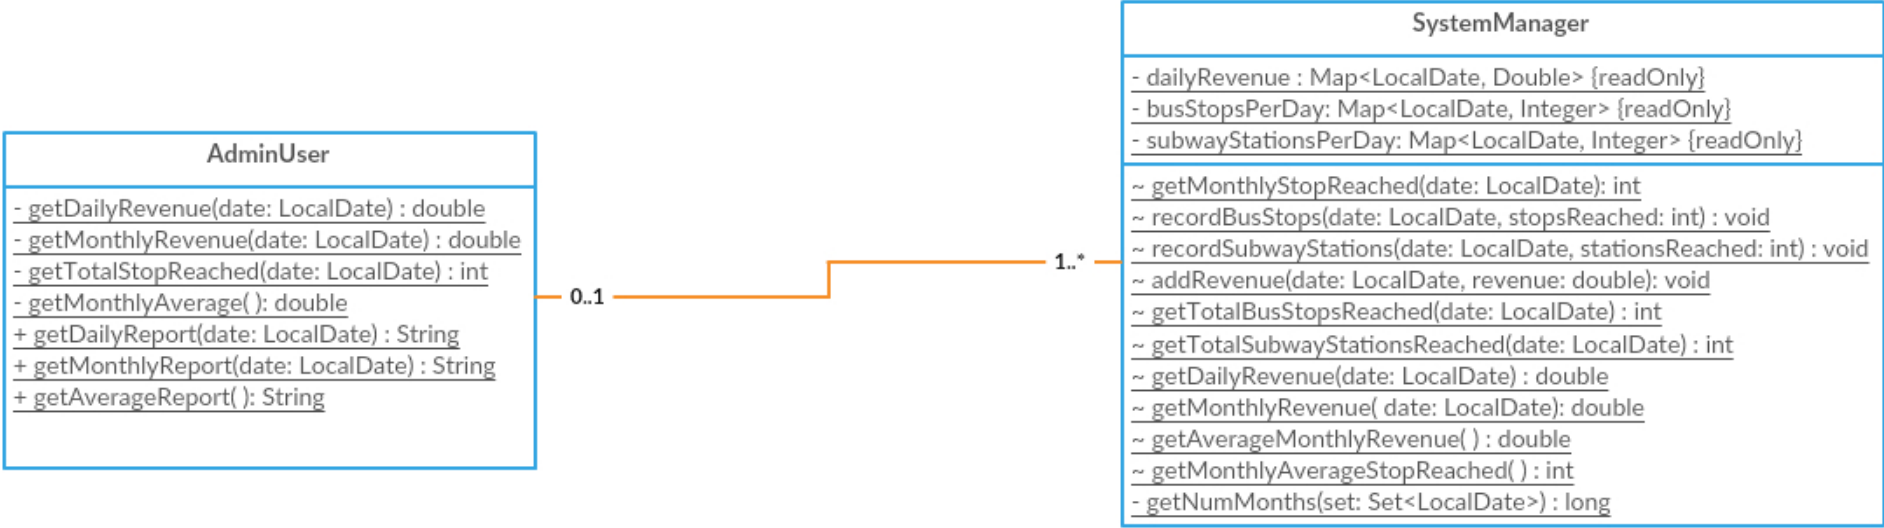 AdminUser
- getDailyRevenue(date: LocalDate) : double
- getMonthlyRevenue(date: LocalDate) : double
- getTotalStopReached(date: LocalDate) : int
- getMonthlyAverage( ): double
+ getDailyReport(date: LocalDate) : String
+ getMonthlyReport(date: LocalDate) : String
+ getAverageReport( ): String
0..1
1..*
SystemManager
- dailyRevenue : Map<LocalDate, Double> {readOnly}
- busStopsPerDay: Map<LocalDate, Integer> {readOnly}
- subwayStationsPerDay: Map<LocalDate, Integer> {readOnly}
~ getMonthlyStopReached(date: LocalDate): int
~ recordBusStops(date: LocalDate, stopsReached: int) : void
~ recordSubwayStations(date: LocalDate, stationsReached: int) : void
~ addRevenue(date: LocalDate, revenue: double): void
~ getTotalBusStopsReached(date: LocalDate) : int
~ getTotalSubwayStationsReached(date: LocalDate) : int
~ getDailyRevenue(date: LocalDate) : double
~ getMonthlyRevenue( date: LocalDate): double
~ getAverageMonthlyRevenue( ) : double
~ getMonthlyAverageStopReached( ) : int
- getNumMonths(set: Set<LocalDate>) : long